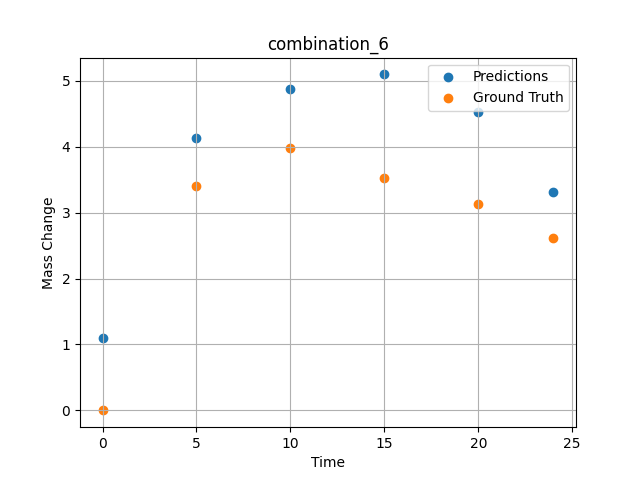 combination_6
Predictions
Ground Truth
5
4
3
2
1
0
Mass Change
0 5 10 15 20 25
Time